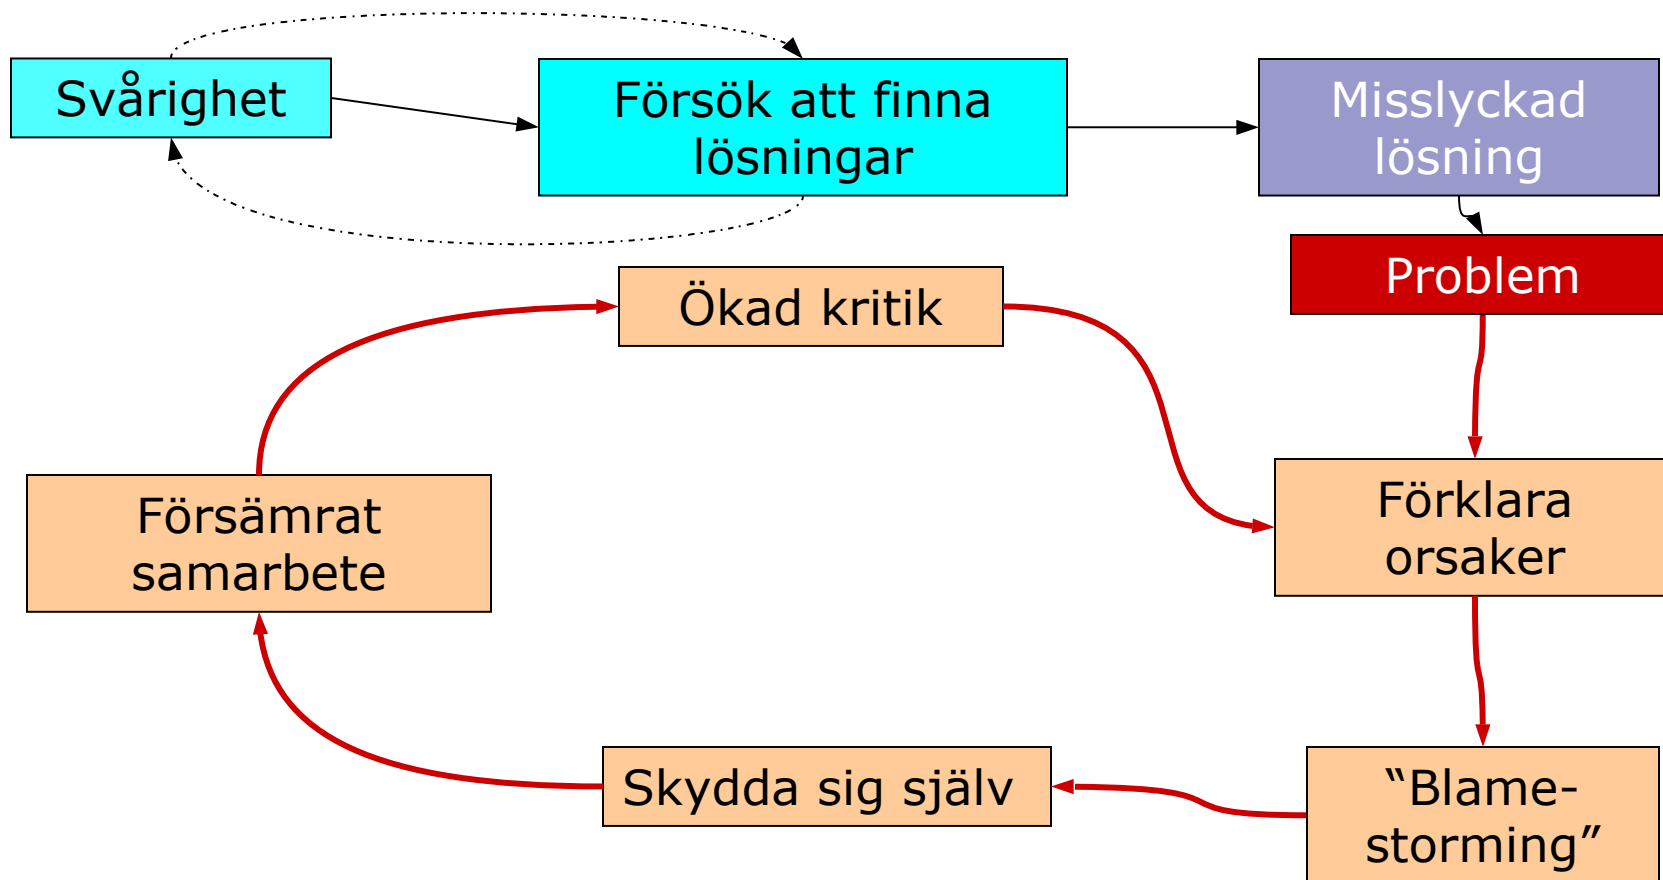 Svårighet
Försök att finna
lösningar
Misslyckad
lösning
Problem
Ökad kritik
Försämrat
samarbete
Förklara
orsaker
Skydda sig själv
“Blame-
storming”